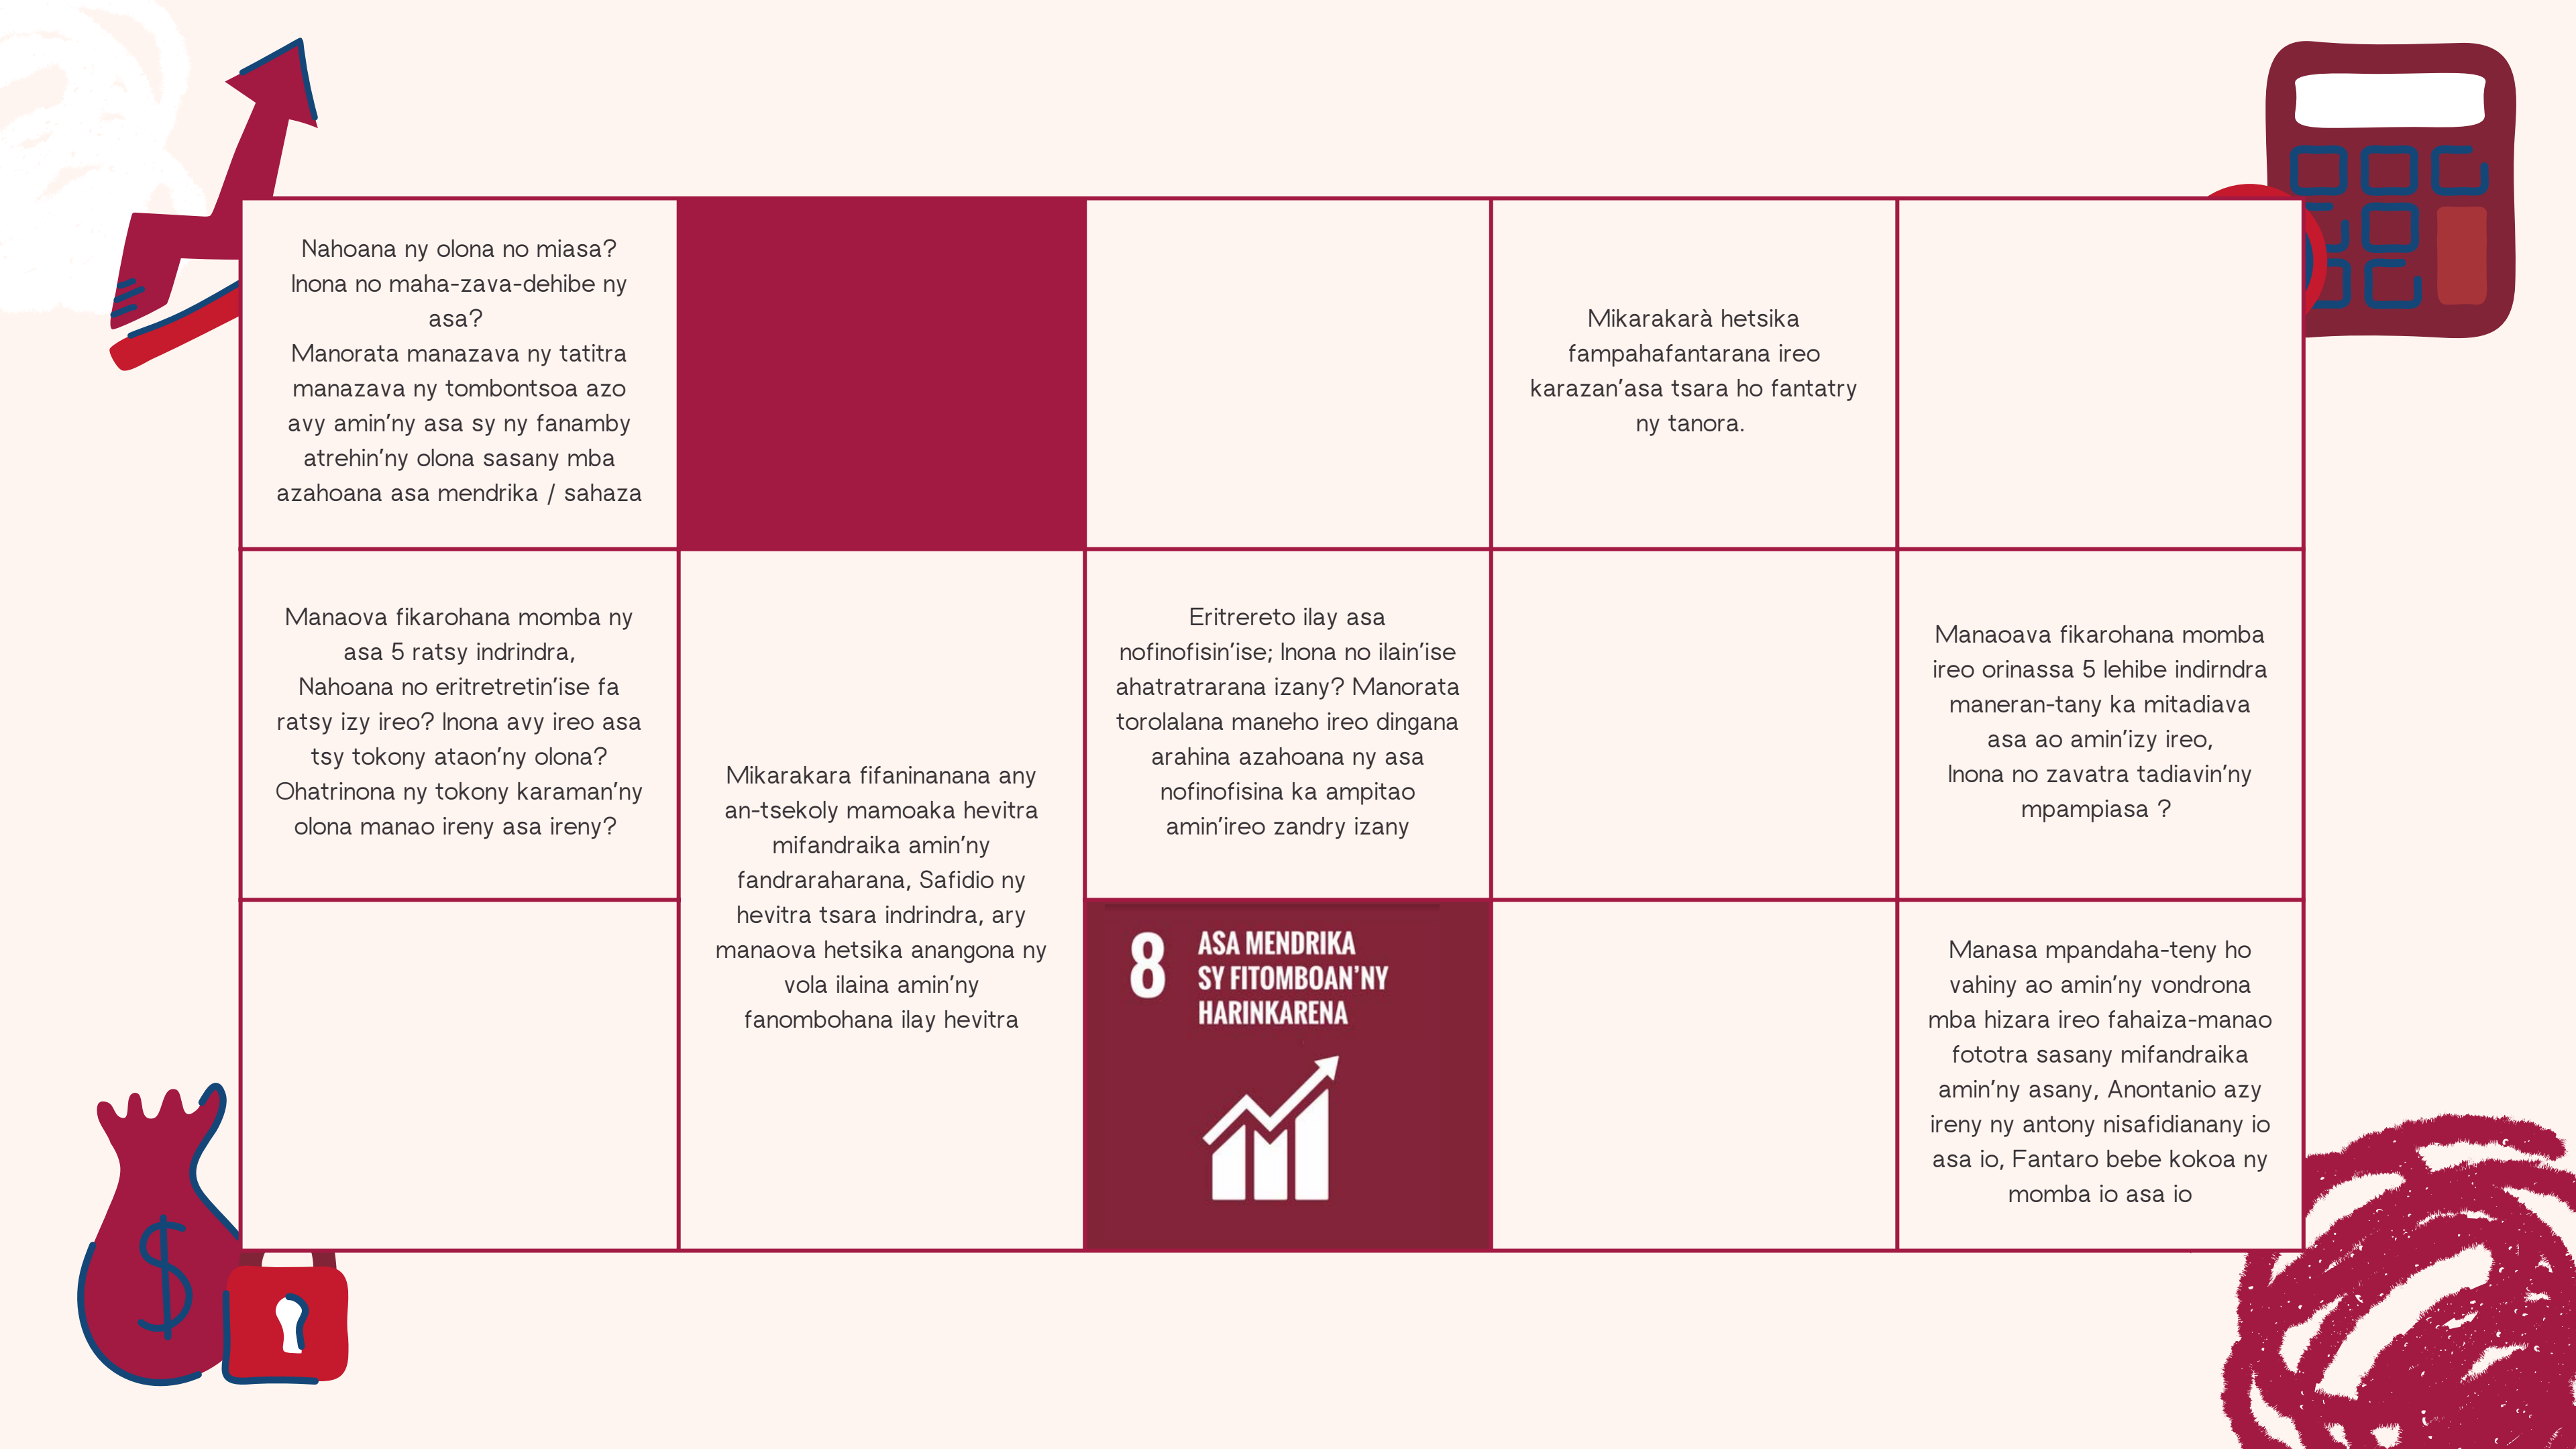 Nahoana ny olona no miasa?
Inona no maha-zava-dehibe ny
asa?
Manorata manazava ny tatitra
manazava ny tombontsoa azo
avy amin'ny asa sy ny fanamby
atrehin'ny olona sasany mba
azahoana asa mendrika / sahaza
Mikarakarà hetsika
fampahafantarana ireo
karazan'asa tsara ho fantatry
ny tanora.
Manaova fikarohana momba ny
asa 5 ratsy indrindra,
Nahoana no eritretretin'ise fa
ratsy izy ireo? Inona avy ireo asa
tsy tokony ataon'ny olona?
Ohatrinona ny tokony karaman'ny
olona manao ireny asa ireny?
Mikarakara fifaninanana any
an-tsekoly mamoaka hevitra
mifandraika amin'ny
fandraraharana, Safidio ny
hevitra tsara indrindra, ary
manaova hetsika anangona ny
vola ilaina amin'ny
fanombohana ilay hevitra
Eritrereto ilay asa
nofinofisin'ise; Inona no ilain'ise
ahatratrarana izany? Manorata
torolalana maneho ireo dingana
arahina azahoana ny asa
nofinofisina ka ampitao
amin'ireo zandry izany
Manaoava fikarohana momba
ireo orinassa 5 lehibe indirndra
maneran-tany ka mitadiava
asa ao amin'izy ireo,
Inona no zavatra tadiavin'ny
mpampiasa ?
8 ASA MENDRIKA
SY FITOMBOAN'NY
HARINKARENA
Manasa mpandaha-teny ho
vahiny ao amin'ny vondrona
mba hizara ireo fahaiza-manao
fototra sasany mifandraika
amin'ny asany, Anontanio azy
ireny ny antony nisafidianany io
asa io, Fantaro bebe kokoa ny
momba io asa io
$